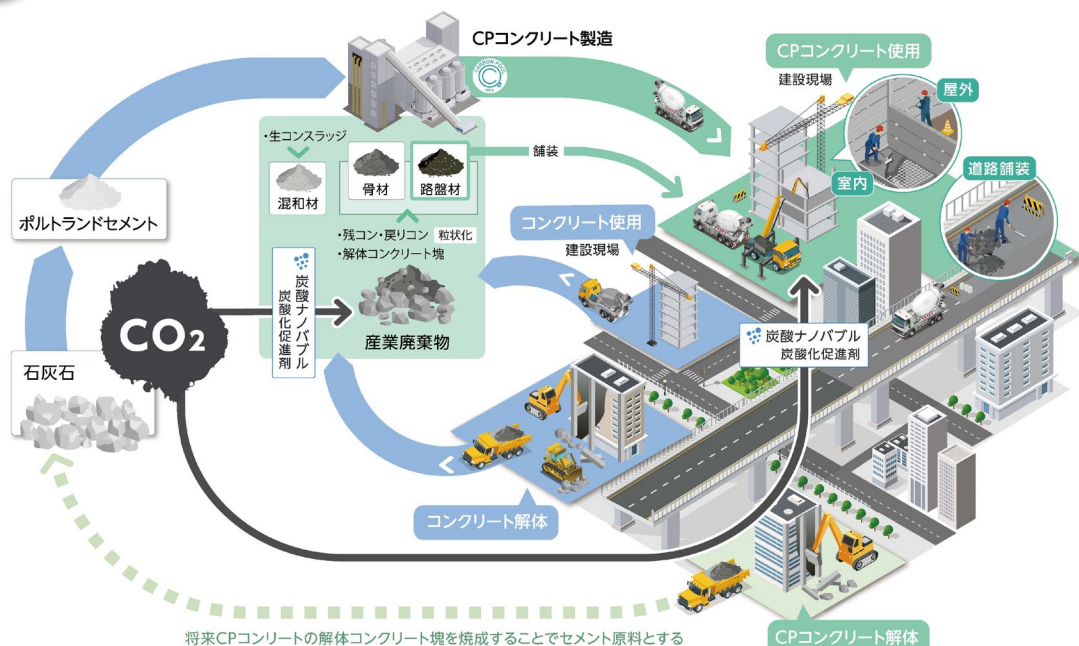 CPコンクリート製造
CARBON POOL
CPコンクリート使用
建設現場
屋外
室内
道路舗装
・生コンスラッジ
混和材
骨材
路盤材
舗装
・残コン・戻りコン 粒状化
・解体コンクリート塊
産業廃棄物
ポルトランドセメント
石灰石
CO2
炭酸ナノバブル
炭酸化促進剤
コンクリート使用
建設現場
炭酸ナノバブル
炭酸化促進剤
コンクリート解体
CPコンクリート解体
将来CPコンリートの解体コンクリート塊を焼成することでセメント原料とする